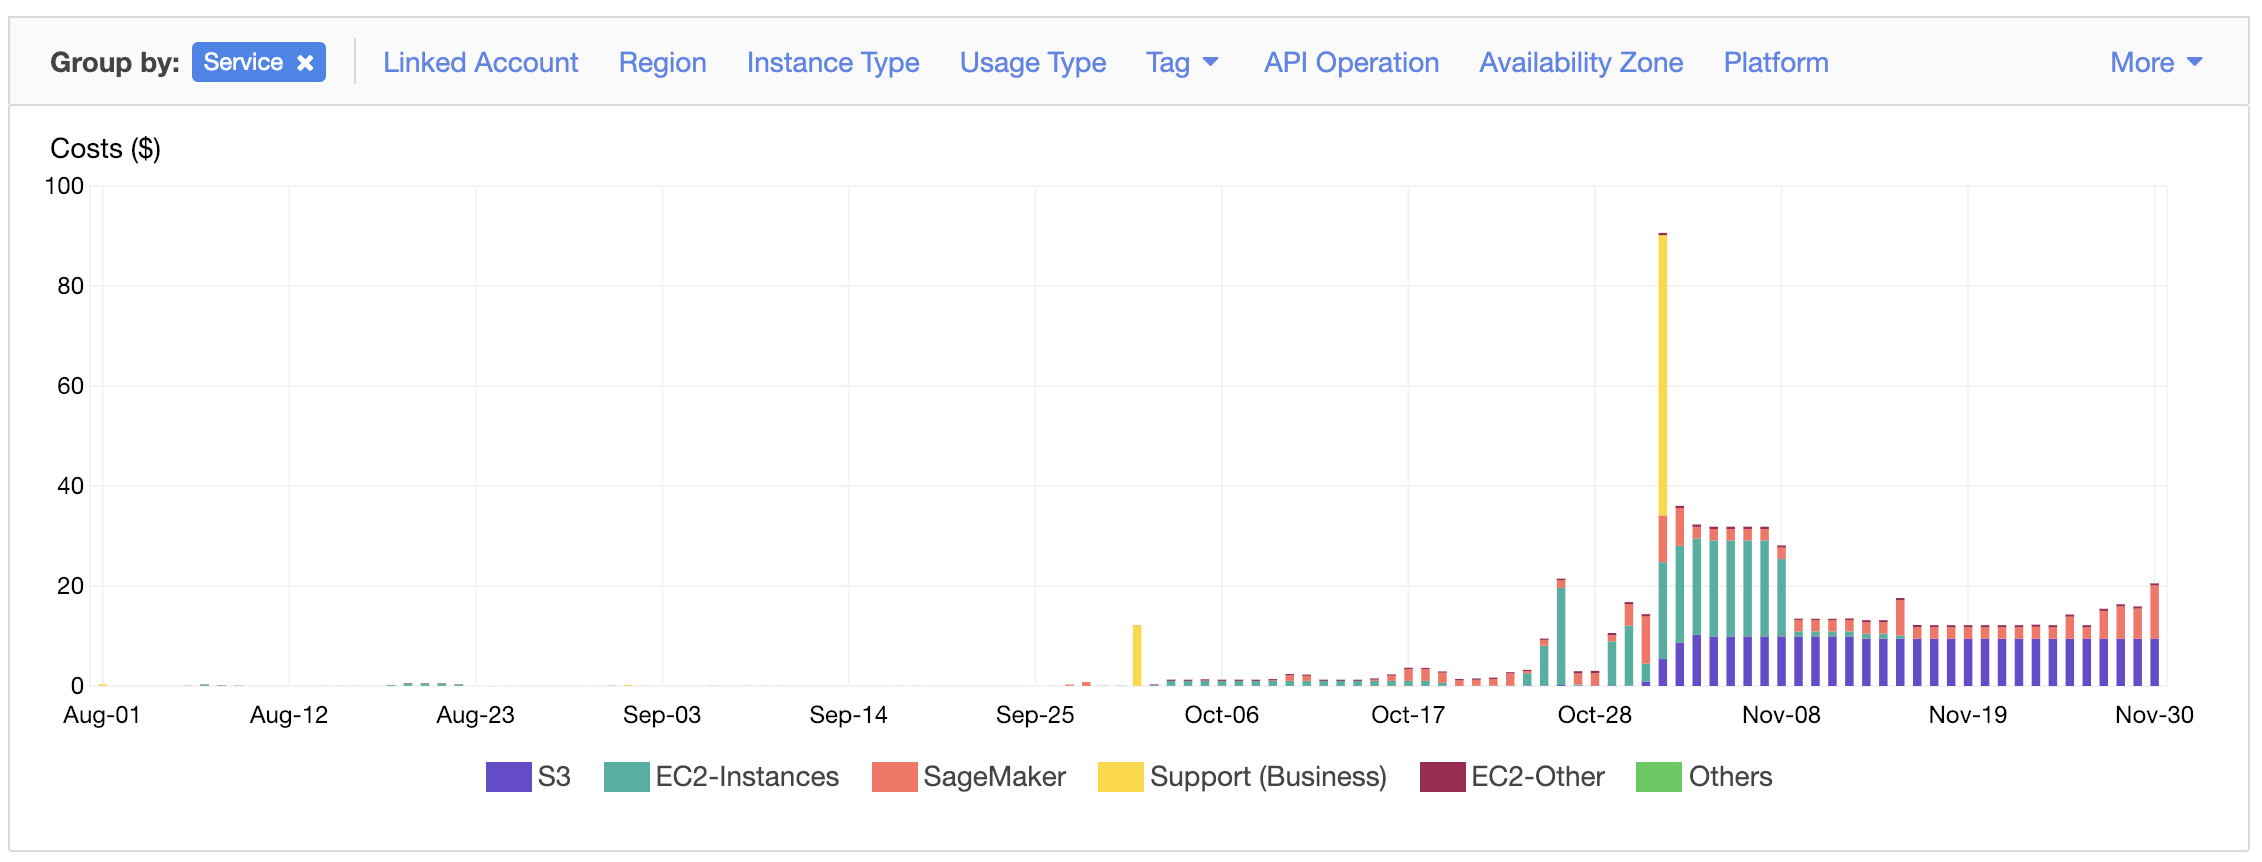 Group by: Service × Linked Account Region Instance Type Usage Type Tag API Operation Availability Zone Platform More
Costs ($)
100
80
60
40
20
0
Aug-01 Aug-12 Aug-23 Sep-03 Sep-14 Sep-25 Oct-06 Oct-17 Oct-28 Nov-08 Nov-19 Nov-30
S3 EC2-Instances SageMaker Support (Business) EC2-Other Others